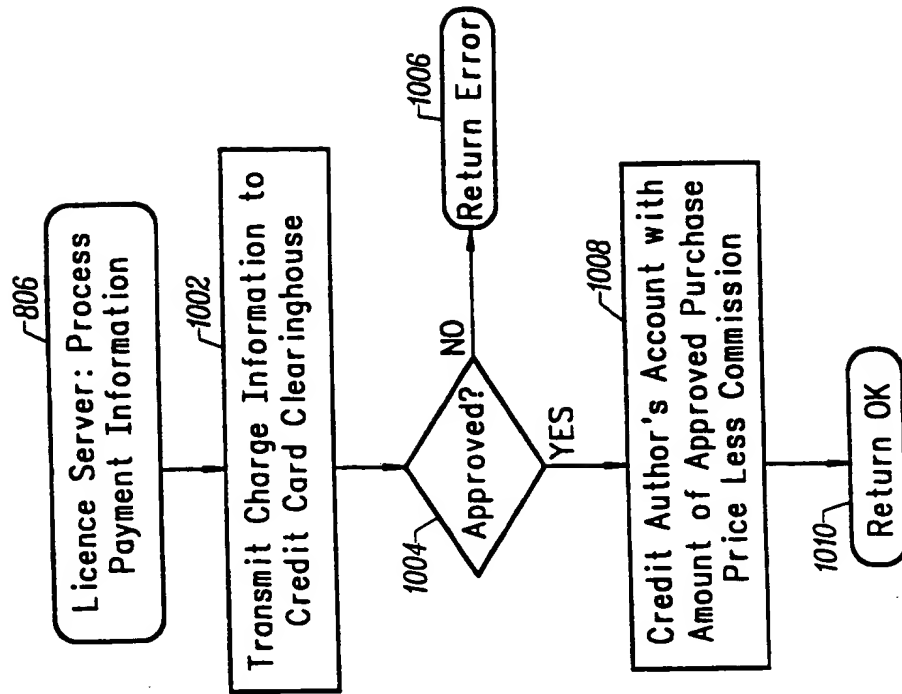 806
Licence Server: Process
Payment Information
1002
Transmit Charge Information to
Credit Card Clearinghouse
1004
Approved?
NO
1006
Return Error
YES
1008
Credit Author's Account with
Amount of Approved Purchase
Price Less Commission
1010
Return OK